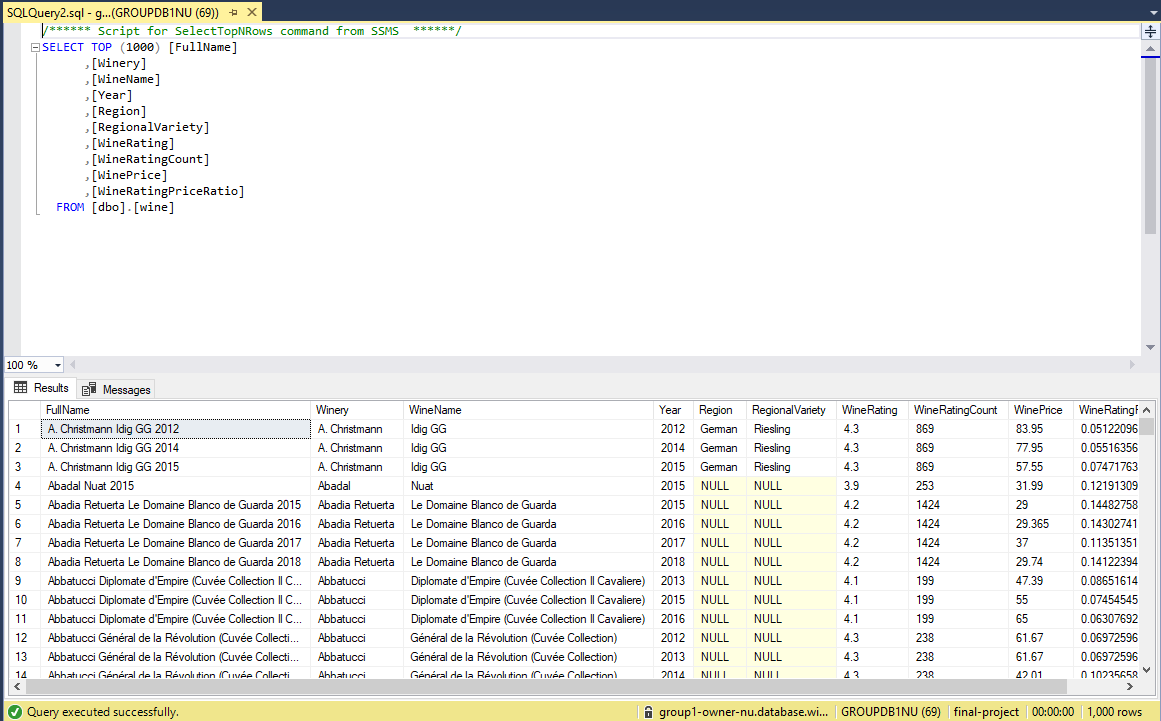 SQLQuery2.sql - g...(GROUPDB1NU (69))
/****** Script for SelectTopNRows command from SSMS  ******/
SELECT TOP (1000) [FullName]
,[Winery]
,[WineName]
,[Year]
,[Region]
,[RegionalVariety]
,[WineRating]
,[WineRatingCount]
,[WinePrice]
,[WineRatingPriceRatio]
FROM [dbo].[wine]
100 %
Results Messages
FullName Winery WineName Year Region RegionalVariety WineRating WineRatingCount WinePrice WineRatingF
1 A. Christmann Idig GG 2012 A. Christmann Idig GG 2012 German Riesling 4.3 869 83.95 0.05122096
2 A. Christmann Idig GG 2014 A. Christmann Idig GG 2014 German Riesling 4.3 869 77.95 0.05516356
3 A. Christmann Idig GG 2015 A. Christmann Idig GG 2015 German Riesling 4.3 869 57.55 0.07471763
4 Abadal Nuat 2015 Abadal Nuat 2015 NULL NULL 3.9 253 31.99 0.12191309
5 Abadia Retuerta Le Domaine Blanco de Guarda 2015 Abadia Retuerta Le Domaine Blanco de Guarda 2015 NULL NULL 4.2 1424 29 0.14482758
6 Abadia Retuerta Le Domaine Blanco de Guarda 2016 Abadia Retuerta Le Domaine Blanco de Guarda 2016 NULL NULL 4.2 1424 29.365 0.14302741
7 Abadia Retuerta Le Domaine Blanco de Guarda 2017 Abadia Retuerta Le Domaine Blanco de Guarda 2017 NULL NULL 4.2 1424 37 0.11351351
8 Abadia Retuerta Le Domaine Blanco de Guarda 2018 Abadia Retuerta Le Domaine Blanco de Guarda 2018 NULL NULL 4.2 1424 29.74 0.14122394
9 Abbatucci Diplomate d'Empire (Cuvée Collection II C... Abbatucci Diplomate d'Empire (Cuvée Collection II Cavaliere) 2013 NULL NULL 4.1 199 47.39 0.08651614
10 Abbatucci Diplomate d'Empire (Cuvée Collection II C... Abbatucci Diplomate d'Empire (Cuvée Collection II Cavaliere) 2015 NULL NULL 4.1 199 55 0.07454545
11 Abbatucci Diplomate d'Empire (Cuvée Collection II C... Abbatucci Diplomate d'Empire (Cuvée Collection II Cavaliere) 2016 NULL NULL 4.1 199 65 0.06307692
12 Abbatucci Général de la Révolution (Cuvée Collecti... Abbatucci Général de la Révolution (Cuvée Collection) 2012 NULL NULL 4.3 238 61.67 0.06972596
13 Abbatucci Général de la Révolution (Cuvée Collecti... Abbatucci Général de la Révolution (Cuvée Collection) 2013 NULL NULL 4.3 238 61.67 0.06972596
14 Abbatucci Général de la Révolution (Cuvée Collecti... Abbatucci Général de la Révolution (Cuvée Collection) 2014 NULL NULL 4.3 238 42.01 0.10235658
Query executed successfully. group1-owner-nu.database.wi... GROUPDB1NU (69) final-project 00:00:00 1,000 rows